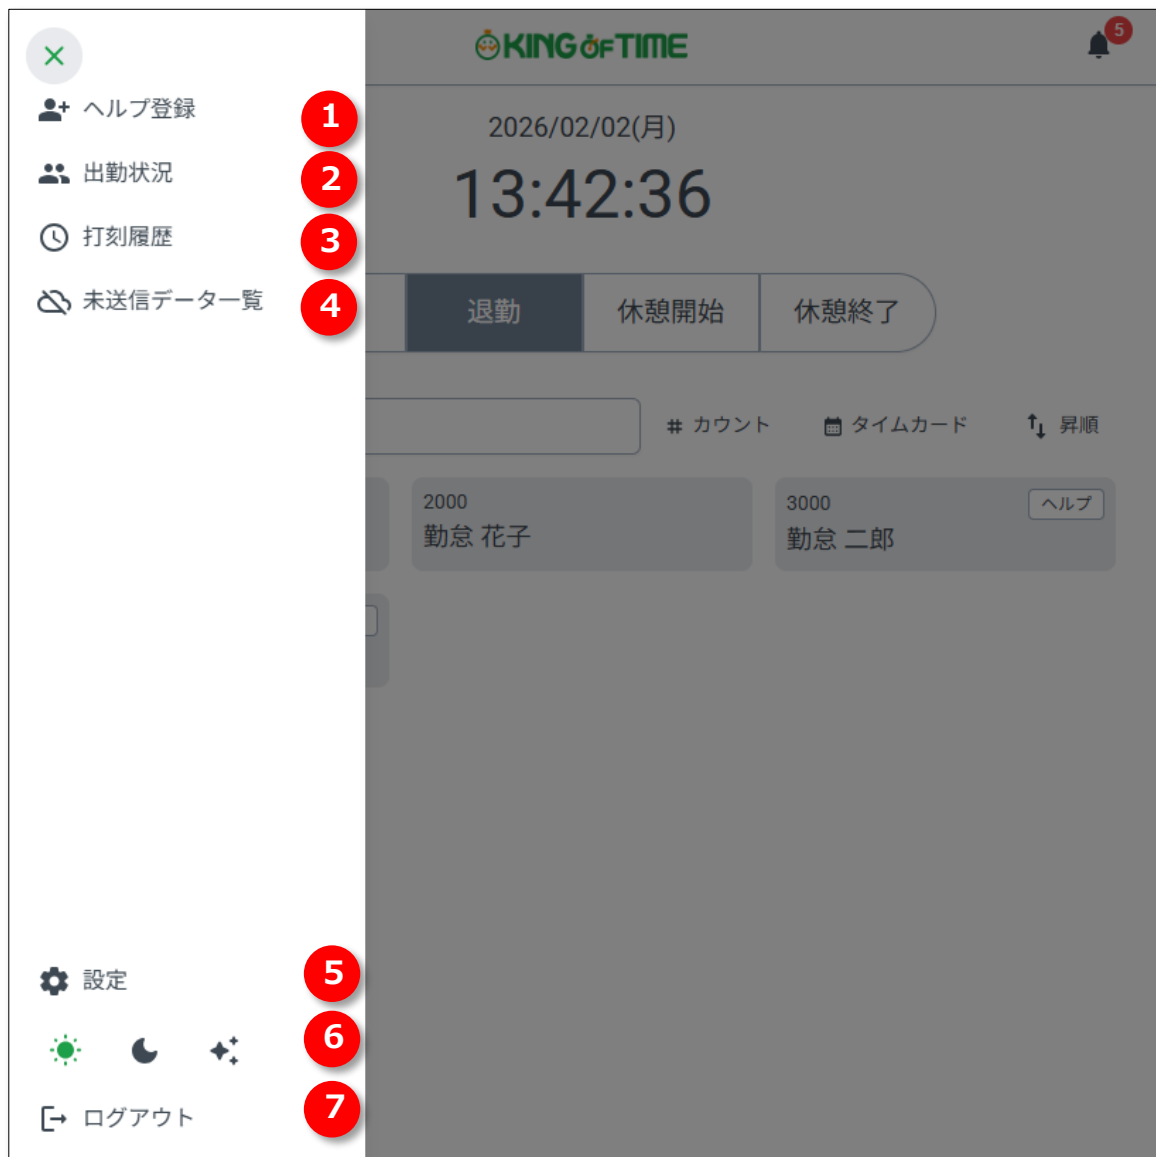 KING OF TIME
5
ヘルプ登録
1
出勤状況
2
打刻履歴
3
未送信データ一覧
4
2026/02/02(月)
13:42:36
退勤
休憩開始
休憩終了
# カウント
タイムカード
昇順
2000
勤怠 花子
3000
ヘルプ
勤怠 二郎
設定
5
6
ログアウト
7